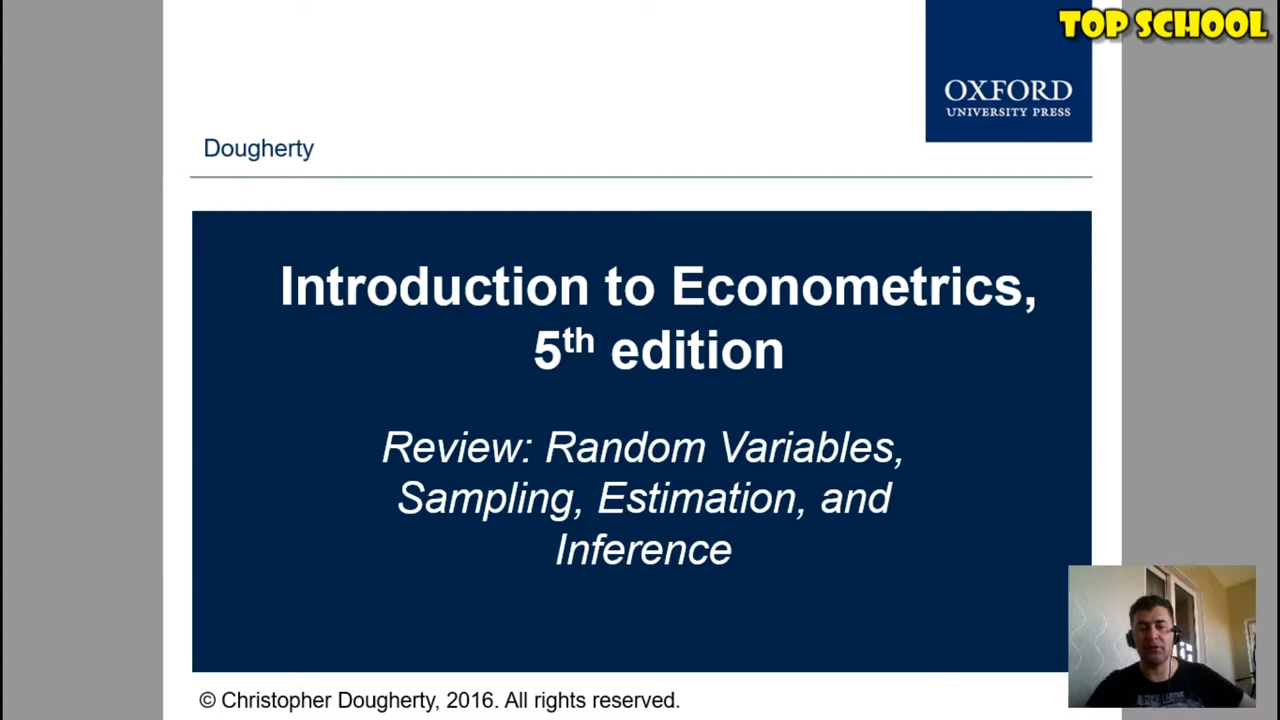 TOP SCHOOL
OXFORD
UNIVERSITY PRESS
Dougherty
Introduction to Econometrics,
5th edition
Review: Random Variables,
Sampling, Estimation, and
Inference
© Christopher Dougherty, 2016. All rights reserved.